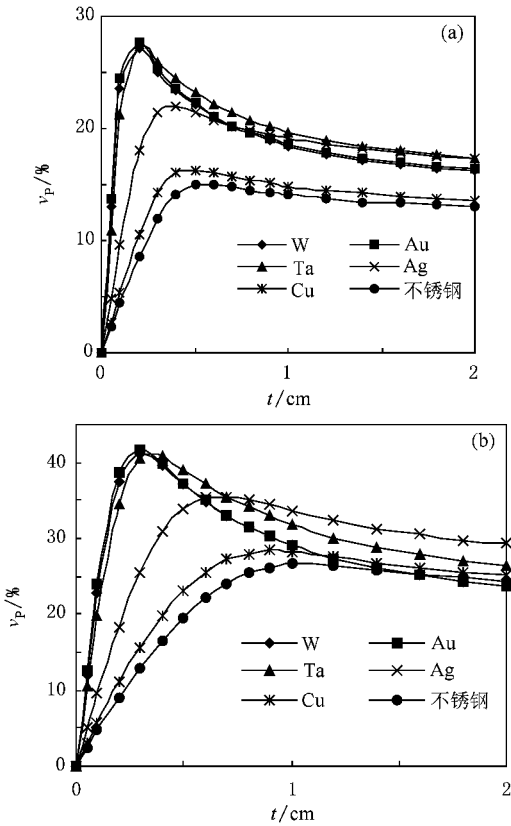 (a)
30
20
10
0
0 1 2
v_P/%
t/cm
W Au
Ta Ag
Cu 不锈钢
(b)
40
30
20
10
0
0 1 2
v_P/%
t/cm
W Au
Ta Ag
Cu 不锈钢